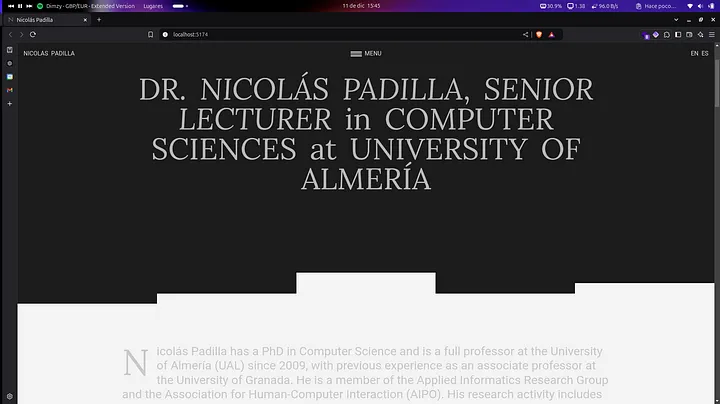 Dimzy - GBP/EUR - Extended Version
Lugares
11 de dic 13:45
30.9%
1.38
96.0 B/s
Hace poco...
Nicolás Padilla
localhost:5174
NICOLÁS PADILLA
MENU
EN ES
DR. NICOLÁS PADILLA, SENIOR
LECTURER in COMPUTER
SCIENCES at UNIVERSITY OF
ALMERÍA
Nicolás Padilla has a PhD in Computer Science and is a full professor at the University
of Almería (UAL) since 2009, with previous experience as an associate professor at
the University of Granada. He is a member of the Applied Informatics Research Group
and the Association for Human-Computer Interaction (AIPO). His research activity includes